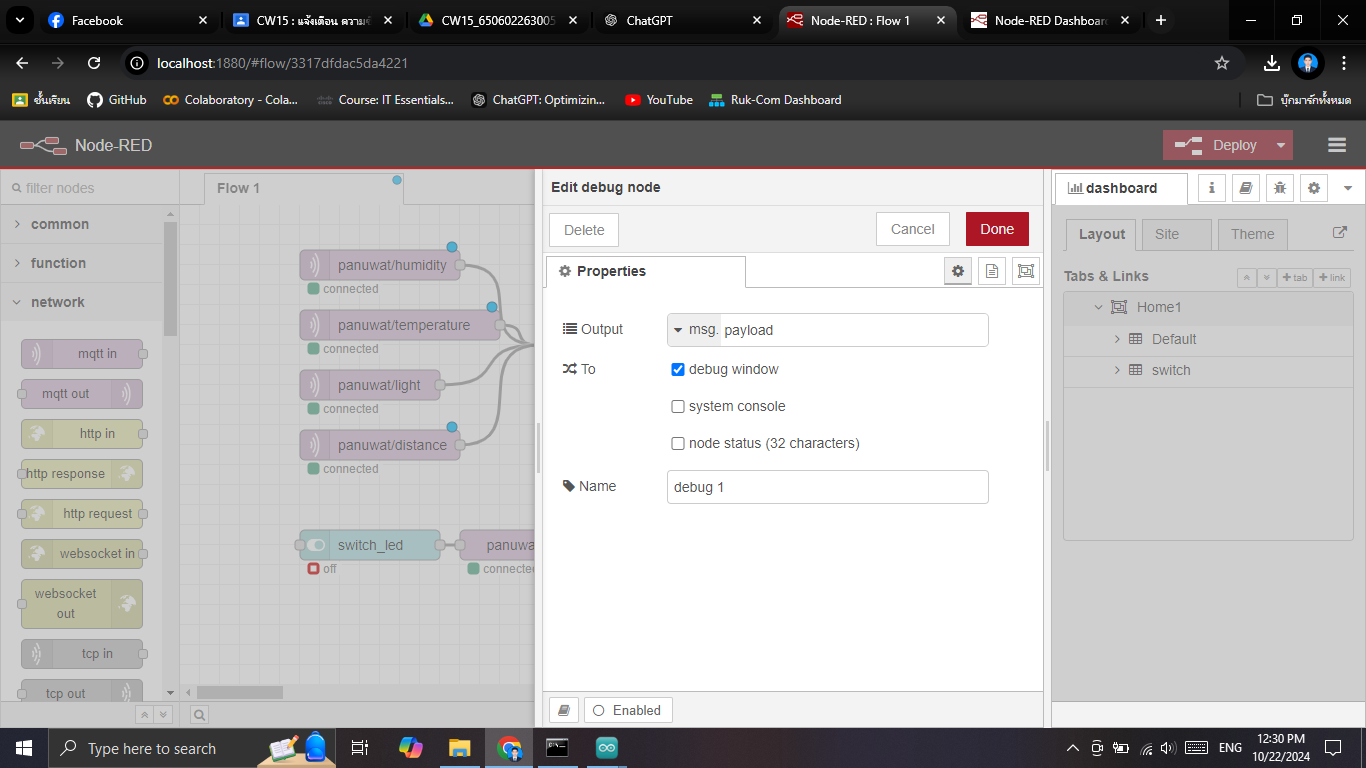 Facebook
CW15 : แจ้งเตือน ความชื
CW15_650602263005
ChatGPT
Node-RED : Flow 1
Node-RED Dashboard
localhost:1880/#flow/3317dfdac5da4221
ชั้นเรียน
GitHub
Colaboratory - Cola...
Course: IT Essentials...
ChatGPT: Optimizin...
YouTube
Ruk-Com Dashboard
บุ๊กมาร์กทั้งหมด
Node-RED
Deploy
filter nodes
common
function
network
mqtt in
mqtt out
http in
http response
http request
websocket in
websocket
out
tcp in
tcp out
Flow 1
panuwat/humidity
connected
panuwat/temperature
connected
panuwat/light
connected
panuwat/distance
connected
switch_led
off
panuwa
connected
Edit debug node
Delete
Cancel
Done
Properties
Output
msg. payload
To
debug window
system console
node status (32 characters)
Name
debug 1
Enabled
dashboard
Layout
Site
Theme
Tabs & Links
tab
link
Home1
Default
switch
Type here to search
ENG
12:30 PM
10/22/2024